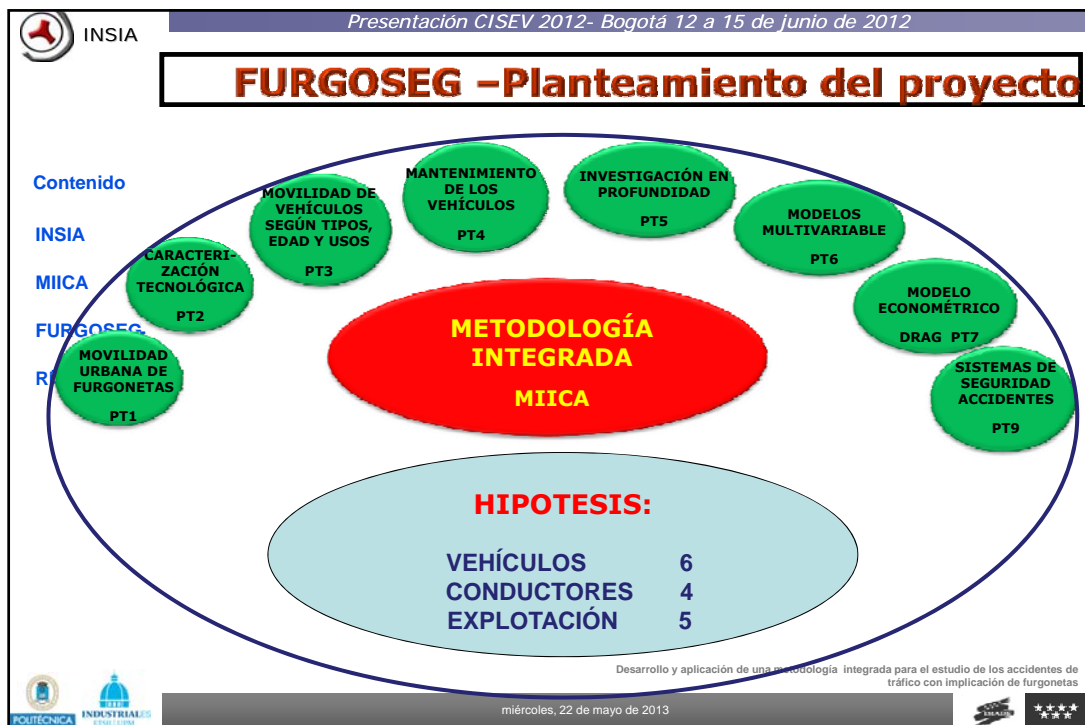 INSIA
Presentación CISEV 2012- Bogotá 12 a 15 de junio de 2012
FURGOSEG –Planteamiento del proyecto
Contenido
INSIA
MIICA
FURGOSEG
MOVILIDAD
URBANA DE
FURGONETAS
PT1
CARACTERI-
ZACIÓN
TECNOLÓGICA
PT2
MOVILIDAD DE
VEHÍCULOS
SEGÚN TIPOS,
EDAD Y USOS
PT3
MANTENIMIENTO
DE LOS
VEHÍCULOS
PT4
INVESTIGACIÓN EN
PROFUNDIDAD
PT5
MODELOS
MULTIVARIABLE
PT6
MODELO
ECONOMÉTRICO
DRAG PT7
SISTEMAS DE
SEGURIDAD
ACCIDENTES
PT9
METODOLOGÍA
INTEGRADA
MIICA
HIPOTESIS:
VEHÍCULOS 6
CONDUCTORES 4
EXPLOTACIÓN 5
Desarrollo y aplicación de una metodología integrada para el estudio de los accidentes de
tráfico con implicación de furgonetas
POLITÉCNICA
INDUSTRIALES
miércoles, 22 de mayo de 2013